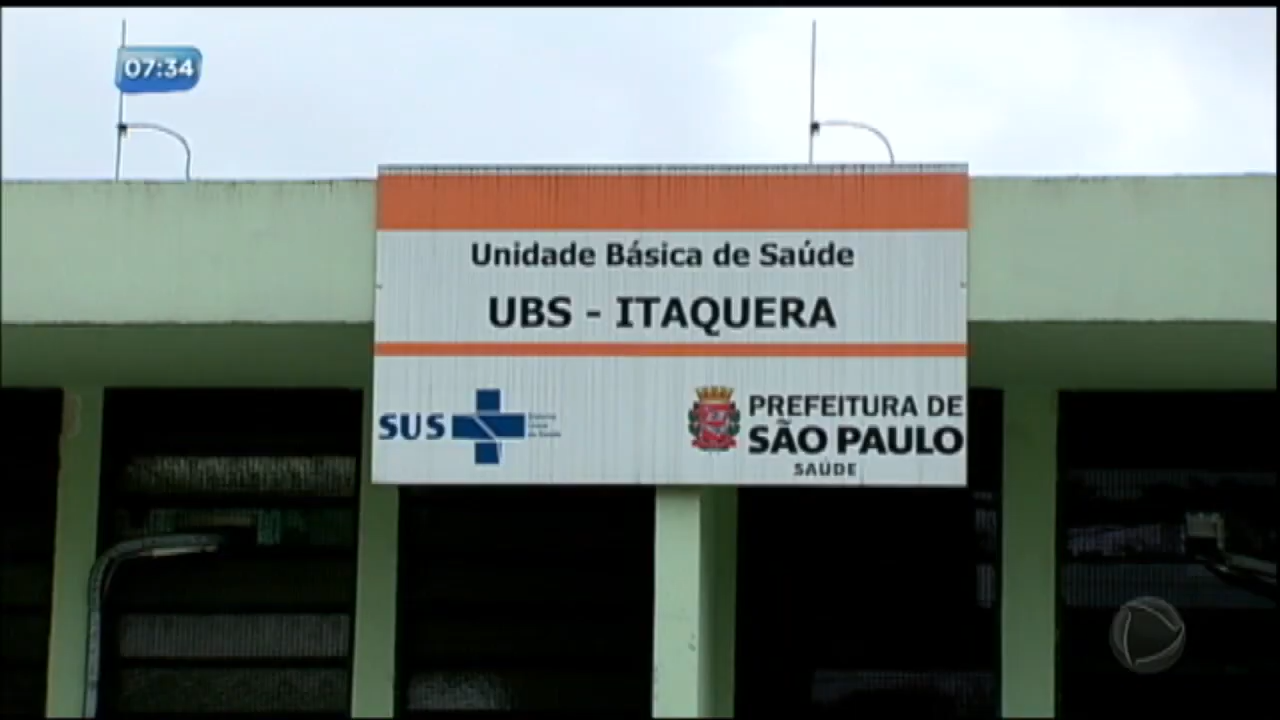 07:34
Unidade Básica de Saúde
UBS - ITAQUERA
SUS
PREFEITURA DE
SÃO PAULO
SAÚDE